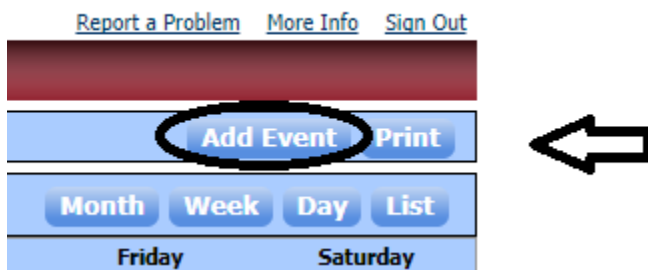 Report a Problem More Info Sign Out
Add Event Print
Month Week Day List
Friday Saturday